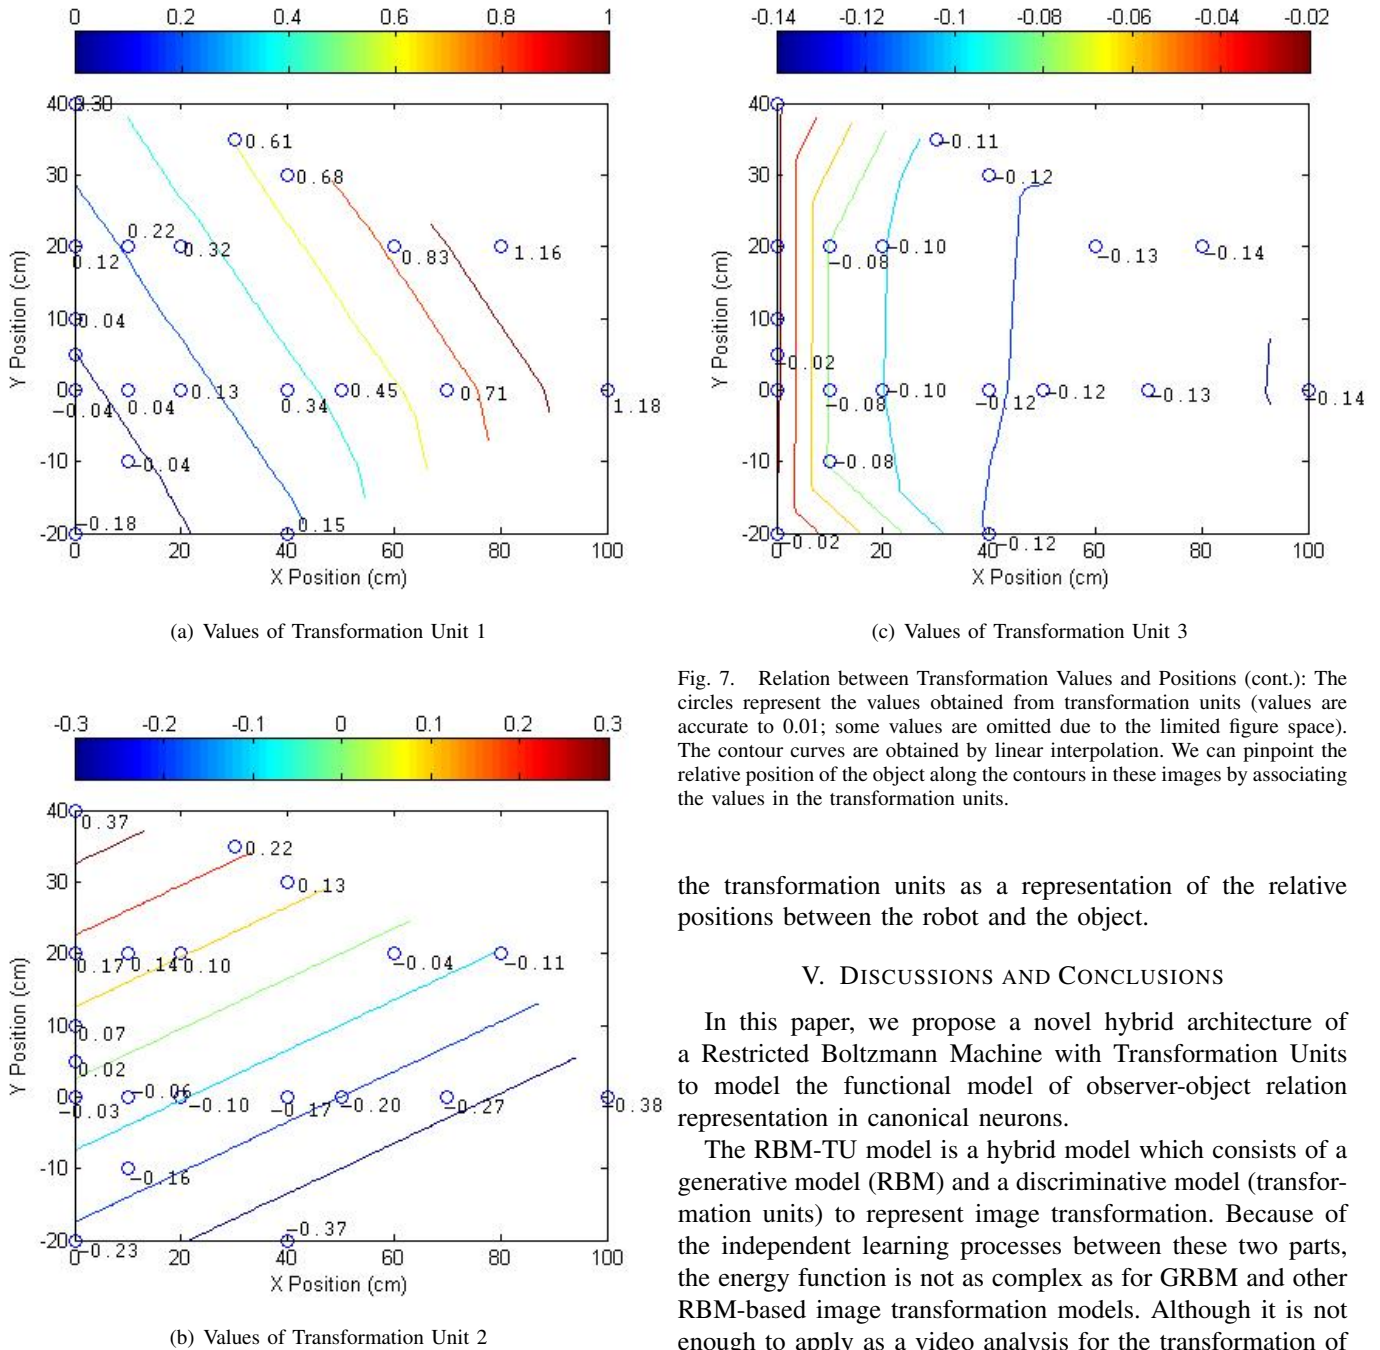 0 0.2 0.4 0.6 0.8 1
40 0.30
0.61
30 0.68
0.22
20 0.32 0.83 1.16
0.12
Y Position (cm)
10 0.04
0 0.13 0.45 0.71
-0.04 0.04 0.34 1.18
-10 -0.04
-0.18 0.15
-20
0 20 40 60 80 100
X Position (cm)
(a) Values of Transformation Unit 1
-0.3 -0.2 -0.1 0 0.1 0.2 0.3
40
0.37
0.22
30 0.13
20
0.17 0.14 0.10 -0.04 -0.11
Y Position (cm)
10
0.07
0.02
-0.06
0
-0.03 -0.10 -0.17 -0.20 -0.27 -0.38
-10
-0.16
-0.37
-20
-0.23
0 20 40 60 80 100
X Position (cm)
(b) Values of Transformation Unit 2
-0.14 -0.12 -0.1 -0.08 -0.06 -0.04 -0.02
40
-0.11
30 -0.12
20 -0.10
-0.08 -0.13 -0.14
Y Position (cm)
10
-0.02
0 -0.10 -0.12 -0.13 -0.14
-0.08 -0.12
-10 -0.08
-20
-0.02 -0.12
0 20 40 60 80 100
X Position (cm)
(c) Values of Transformation Unit 3
Fig. 7. Relation between Transformation Values and Positions (cont.): The
circles represent the values obtained from transformation units (values are
accurate to 0.01; some values are omitted due to the limited figure space).
The contour curves are obtained by linear interpolation. We can pinpoint the
relative position of the object along the contours in these images by associating
the values in the transformation units.
the transformation units as a representation of the relative
positions between the robot and the object.
V. DISCUSSIONS AND CONCLUSIONS
In this paper, we propose a novel hybrid architecture of
a Restricted Boltzmann Machine with Transformation Units
to model the functional model of observer-object relation
representation in canonical neurons.
The RBM-TU model is a hybrid model which consists of a
generative model (RBM) and a discriminative model (transfor-
mation units) to represent image transformation. Because of
the independent learning processes between these two parts,
the energy function is not as complex as for GRBM and other
RBM-based image transformation models. Although it is not
enough to apply as a video analysis for the transformation of